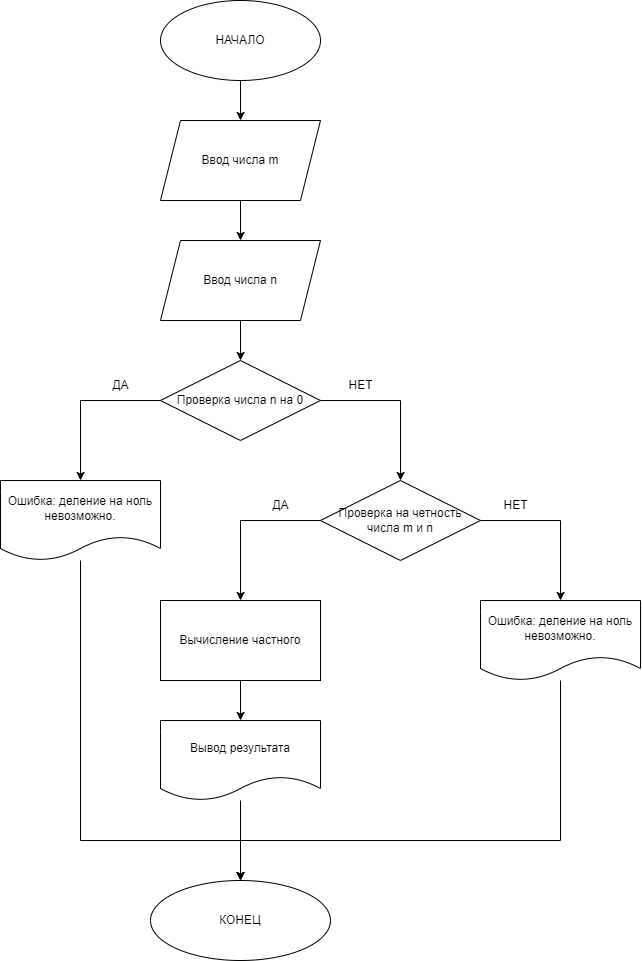 НАЧАЛО
Ввод числа m
Ввод числа n
ДА
НЕТ
Проверка числа n на 0
Ошибка: деление на ноль
невозможно.
ДА
НЕТ
Проверка на четность
числа m и n
Вычисление частного
Ошибка: деление на ноль
невозможно.
Вывод результата
КОНЕЦ